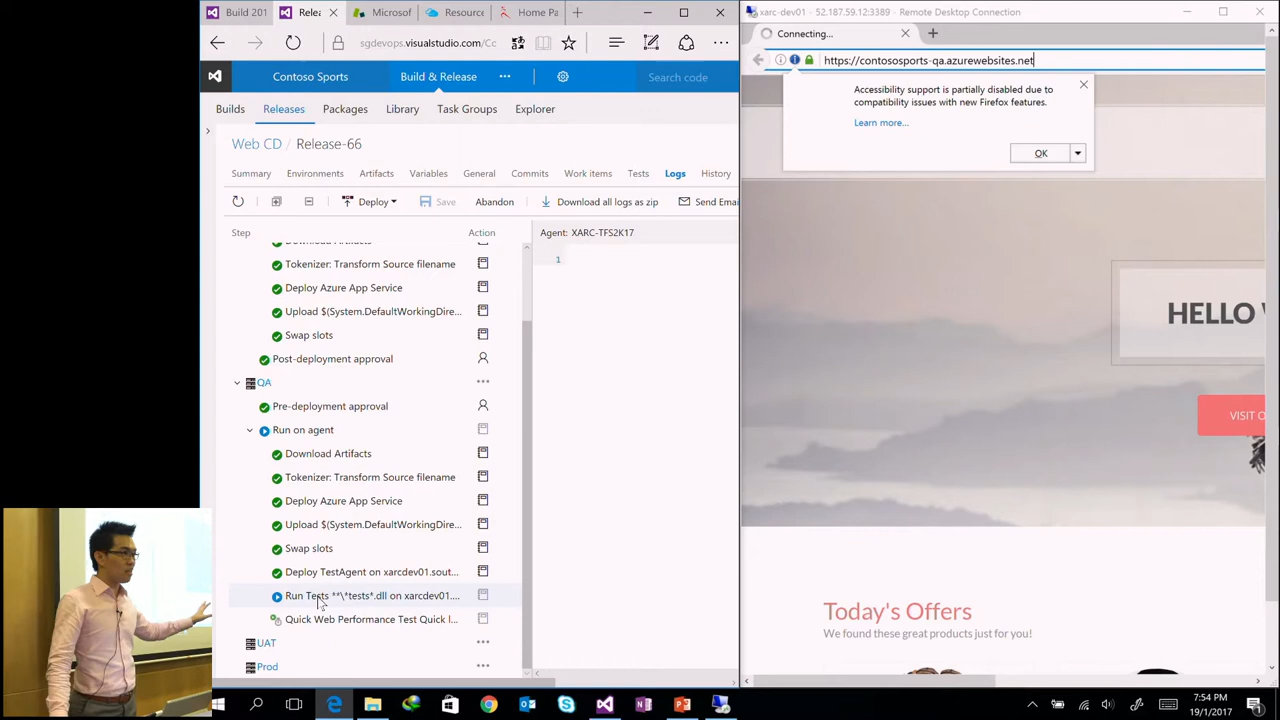 Build 201
Relea
Microsof
Resource
Home Pa
sgdevops.visualstudio.com/Cc
Contoso Sports
Build & Release
Search code
Builds
Releases
Packages
Library
Task Groups
Explorer
Web CD / Release-66
Summary
Environments
Artifacts
Variables
General
Commits
Work items
Tests
Logs
History
Deploy
Save
Abandon
Download all logs as zip
Send Emai
Step
Action
Agent: XARC-TFS2K17
1
Download Artifacts
Tokenizer: Transform Source filename
Deploy Azure App Service
Upload $(System.DefaultWorkingDire...
Swap slots
Post-deployment approval
QA
Pre-deployment approval
Run on agent
Download Artifacts
Tokenizer: Transform Source filename
Deploy Azure App Service
Upload $(System.DefaultWorkingDire...
Swap slots
Deploy TestAgent on xarcdev01.sout...
Run Tests **\*tests*.dll on xarcdev01....
Quick Web Performance Test Quick l...
UAT
Prod
xarc-dev01 - 52.187.59.12:3389 - Remote Desktop Connection
Connecting...
https://contososports-qa.azurewebsites.net
Accessibility support is partially disabled due to
compatibility issues with new Firefox features.
Learn more...
OK
HELLO
VISIT O
Today's Offers
We found these great products just for you!
7:54 PM
19/1/2017